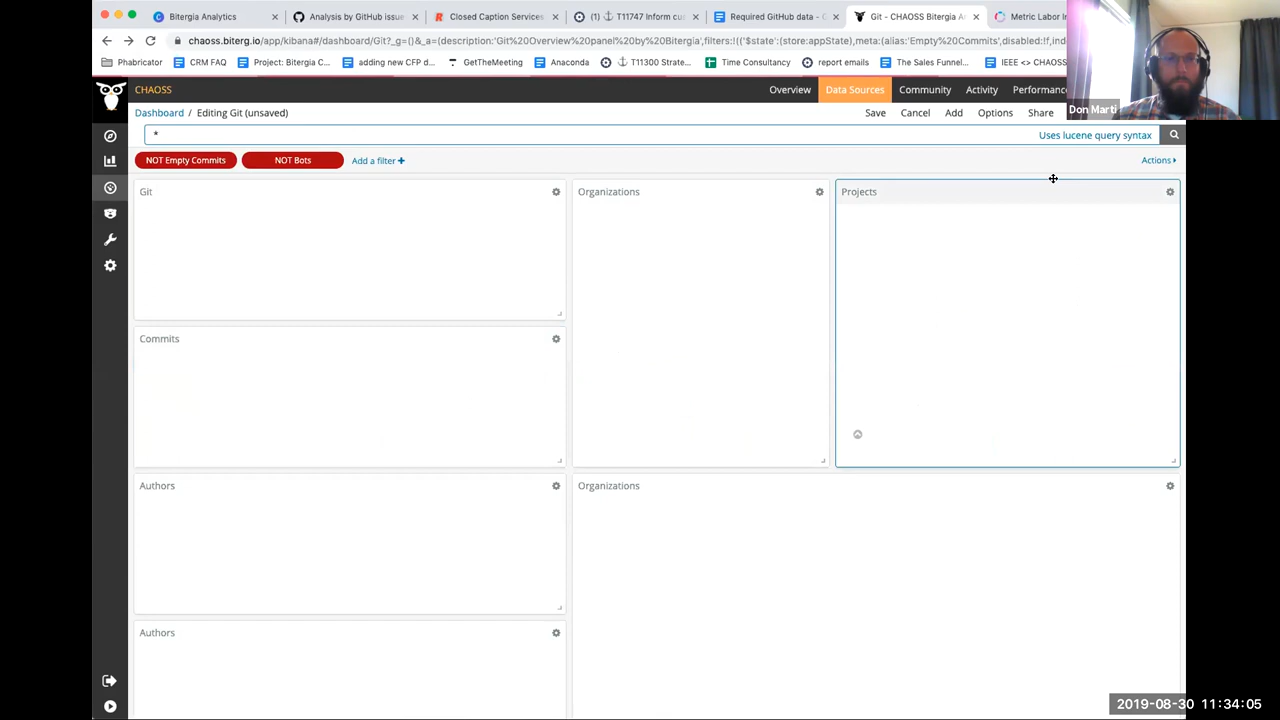 Bitergia Analytics
Analysis by GitHub issue
Closed Caption Services
(1) T11747 Inform cu
Required GitHub data -
Git - CHAOSS Bitergia A
Metric Labor In
chaoss.biterg.io/app/kibana#/dashboard/Git?_g=()&_a=(description:'Git%20Overview%20panel%20by%20Bitergia',filters:!(('$state':(store:appState),meta:(alias:'Empty%20Commits',disabled:!f,ind
Phabricator
CRM FAQ
Project: Bitergia C...
adding new CFP d...
GetTheMeeting
Anaconda
T11300 Strate...
Time Consultancy
report emails
The Sales Funnel...
IEEE <> CHAOSS
Don Marti
CHAOSS
Overview
Data Sources
Community
Activity
Performance
Dashboard / Editing Git (unsaved)
Save
Cancel
Add
Options
Share
*
Uses lucene query syntax
NOT Empty Commits
NOT Bots
Add a filter +
Actions
Git
Organizations
Projects
Commits
Authors
Organizations
Authors
2019-08-30 11:34:05